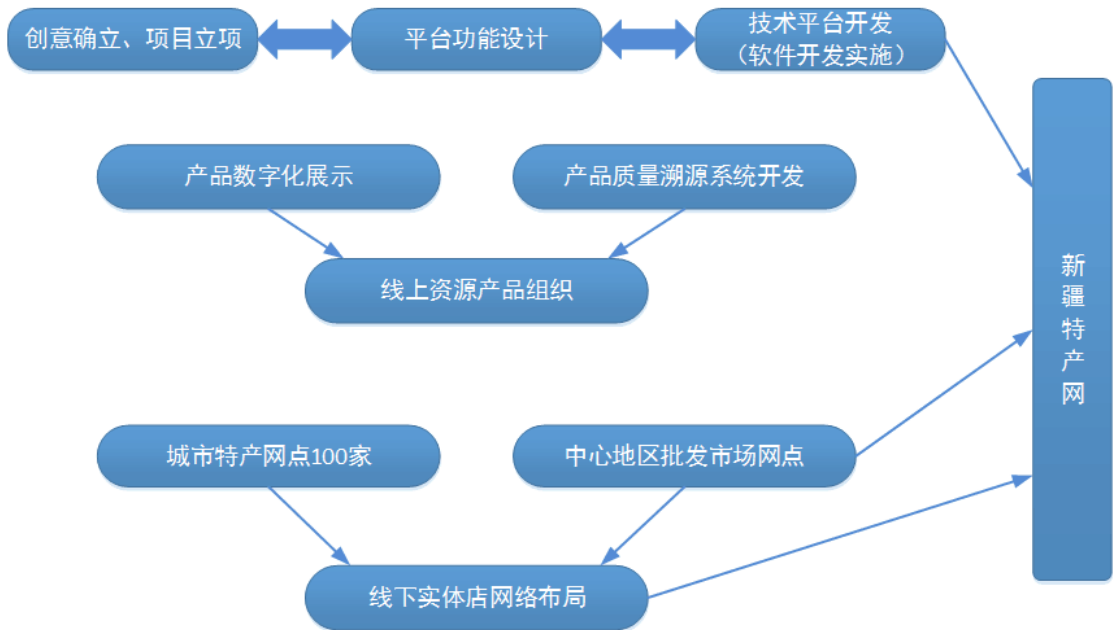 创意确立、项目立项
平台功能设计
技术平台开发
（软件开发实施）
产品数字化展示
产品质量溯源系统开发
线上资源产品组织
新疆特产网
城市特产网点100家
中心地区批发市场网点
线下实体店网络布局